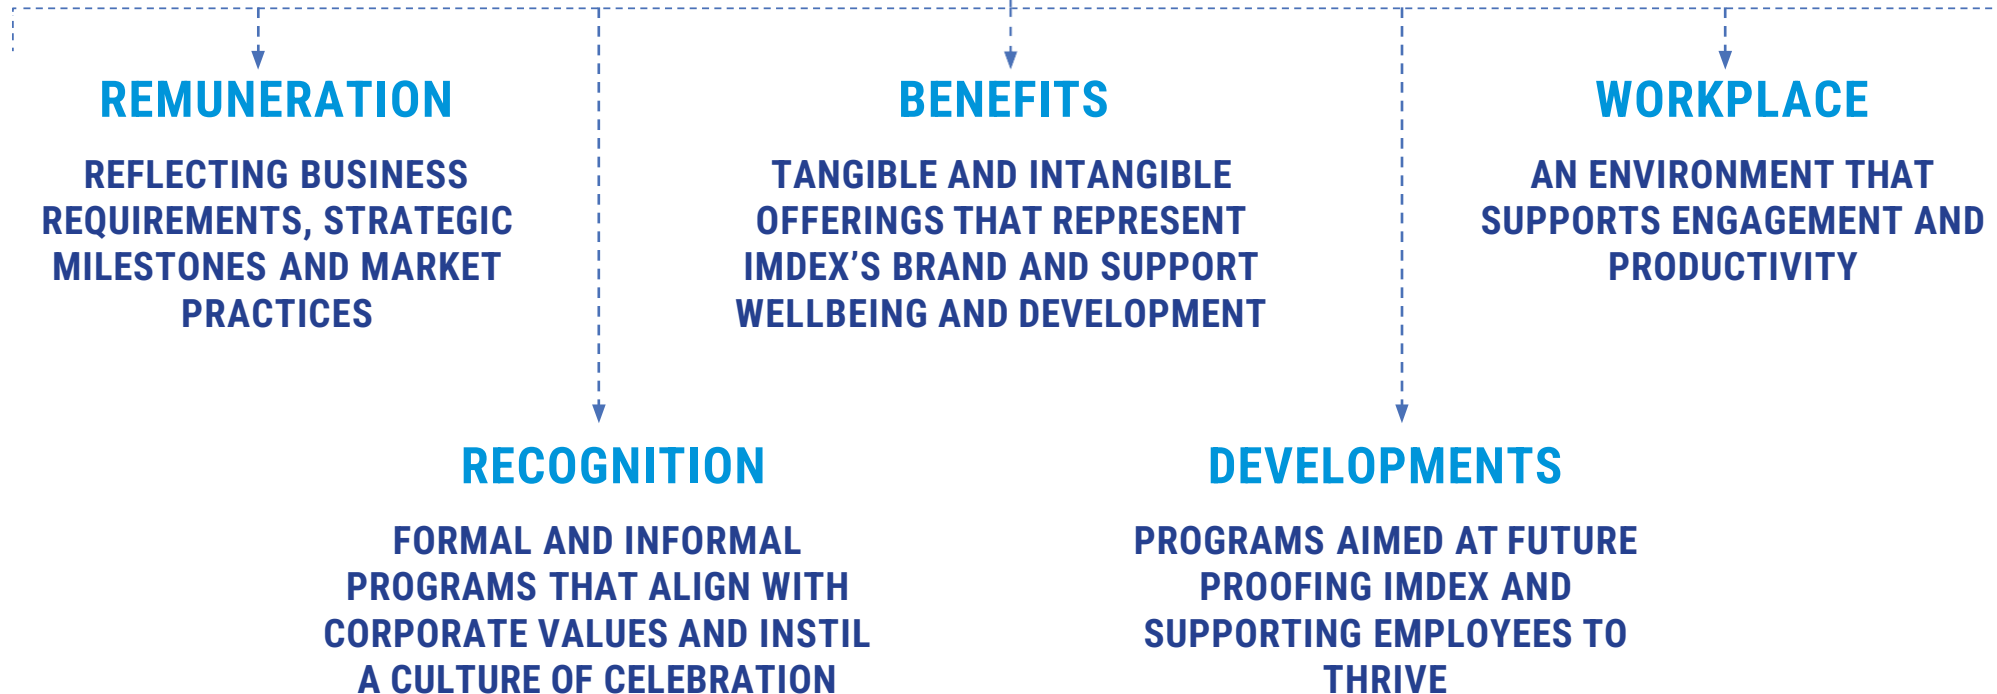 REMUNERATION
REFLECTING BUSINESS
REQUIREMENTS, STRATEGIC
MILESTONES AND MARKET
PRACTICES
BENEFITS
TANGIBLE AND INTANGIBLE
OFFERINGS THAT REPRESENT
IMDEX’S BRAND AND SUPPORT
WELLBEING AND DEVELOPMENT
WORKPLACE
AN ENVIRONMENT THAT
SUPPORTS ENGAGEMENT AND
PRODUCTIVITY
RECOGNITION
FORMAL AND INFORMAL
PROGRAMS THAT ALIGN WITH
CORPORATE VALUES AND INSTIL
A CULTURE OF CELEBRATION
DEVELOPMENTS
PROGRAMS AIMED AT FUTURE
PROOFING IMDEX AND
SUPPORTING EMPLOYEES TO
THRIVE